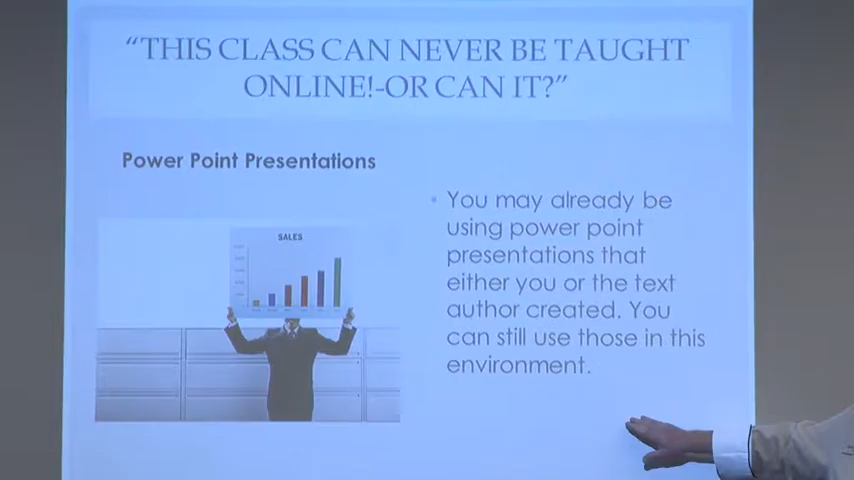 “THIS CLASS CAN NEVER BE TAUGHT
ONLINE!-OR CAN IT?”
Power Point Presentations
SALES
• You may already be
using power point
presentations that
either you or the text
author created. You
can still use those in this
environment.